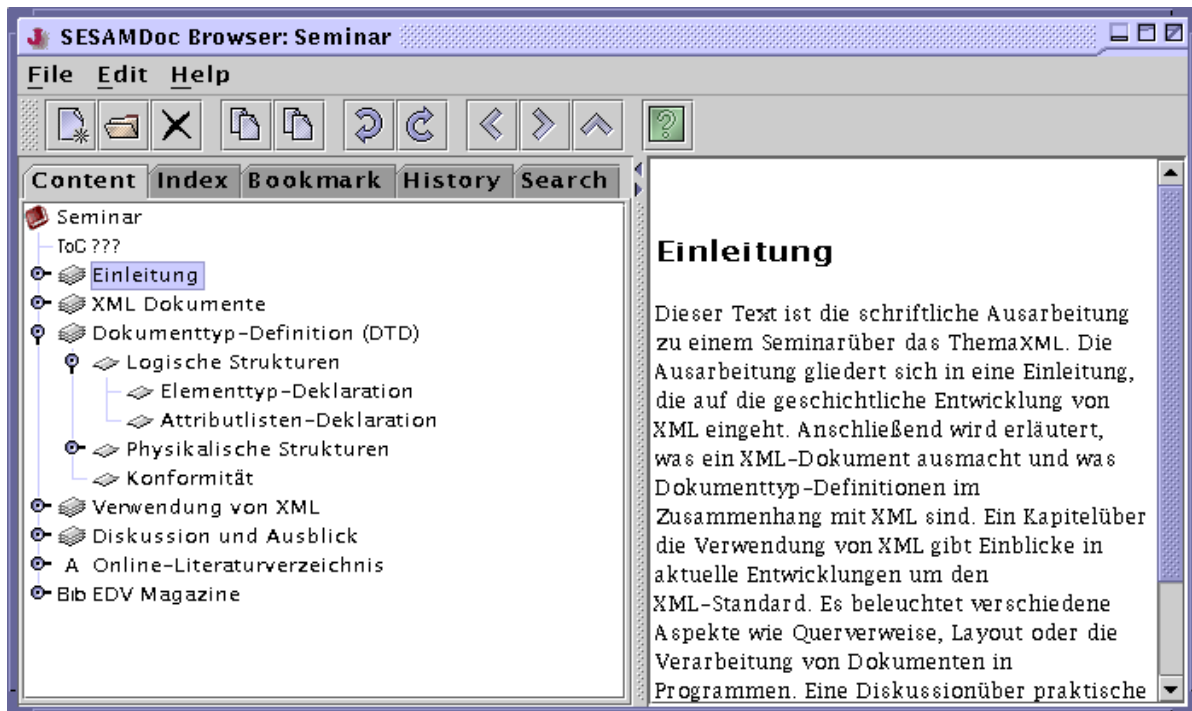 SESAMDoc Browser: Seminar
File Edit Help
Content Index Bookmark History Search
Seminar
ToC ???
Einleitung
XML Dokumente
Dokumenttyp-Definition (DTD)
Logische Strukturen
Elementtyp-Deklaration
Attributlisten-Deklaration
Physikalische Strukturen
Konformität
Verwendung von XML
Diskussion und Ausblick
A Online-Literaturverzeichnis
Bib EDV Magazine
Einleitung
Dieser Text ist die schriftliche Ausarbeitung
zu einem Seminarüber das ThemaXML. Die
Ausarbeitung gliedert sich in eine Einleitung,
die auf die geschichtliche Entwicklung von
XML eingeht. Anschließend wird erläutert,
was ein XML-Dokument ausmacht und was
Dokumenttyp-Definitionen im
Zusammenhang mit XML sind. Ein Kapitelüber
die Verwendung von XML gibt Einblicke in
aktuelle Entwicklungen um den
XML-Standard. Es beleuchtet verschiedene
Aspekte wie Querverweise, Layout oder die
Verarbeitung von Dokumenten in
Programmen. Eine Diskussionüber praktische